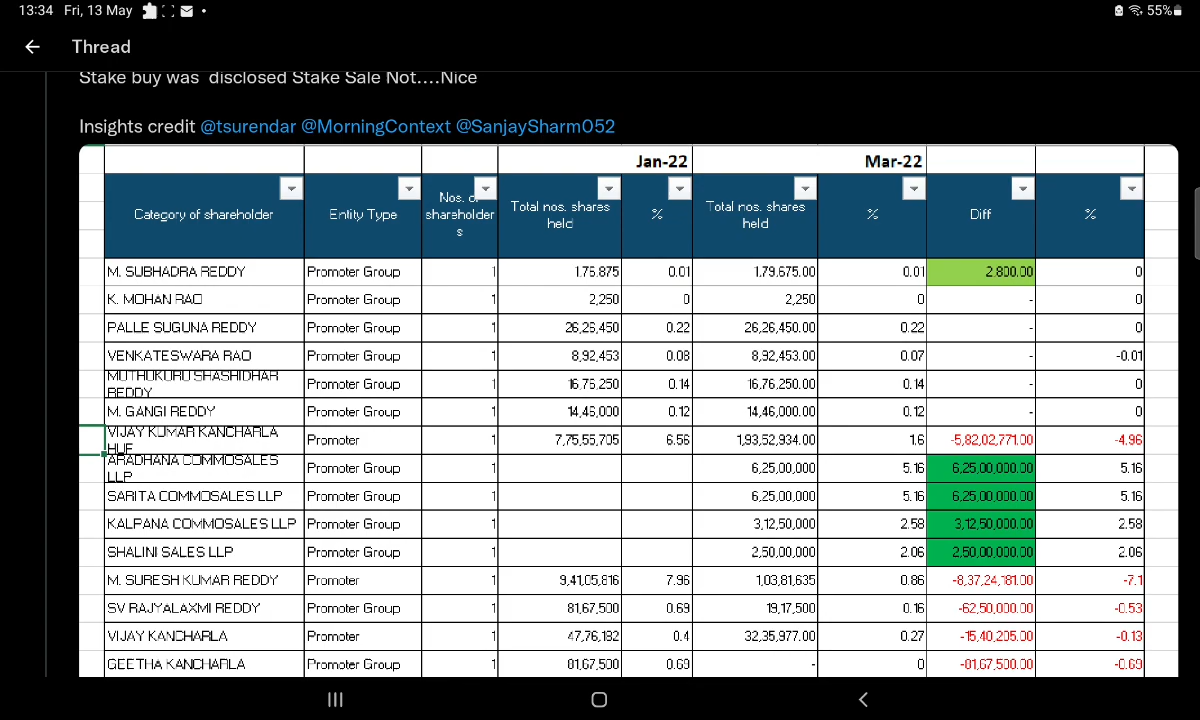 13:34 Fri, 13 May
55%
Thread
Stake buy was disclosed Stake Sale Not....Nice
Insights credit @tsurendar @MorningContext @SanjaySharm052
Jan-22 Mar-22
Category of shareholder Entity Type Nos. of shareholders Total nos. shares held % Total nos. shares held % Diff %
M. SUBHADRA REDDY Promoter Group 1 1,76,875 0.01 1,79,675.00 0.01 2,800.00 0
K. MOHAN RAO Promoter Group 1 2,250 0 2,250 0 - 0
PALLE SUGUNA REDDY Promoter Group 1 26,26,450 0.22 26,26,450.00 0.22 - 0
VENKATESWARA RAO Promoter Group 1 8,92,453 0.08 8,92,453.00 0.07 - -0.01
MUTHUKURU SHASHIDHAR REDDY Promoter Group 1 16,76,250 0.14 16,76,250.00 0.14 - 0
M. GANGI REDDY Promoter Group 1 14,46,000 0.12 14,46,000.00 0.12 - 0
VIJAY KUMAR KANCHARLA HUF Promoter 1 7,75,55,705 6.56 1,93,52,934.00 1.6 -5,82,02,771.00 -4.96
ARADHANA COMMOSALES LLP Promoter Group 1 6,25,00,000 5.16 6,25,00,000.00 5.16
SARITA COMMOSALES LLP Promoter Group 1 6,25,00,000 5.16 6,25,00,000.00 5.16
KALPANA COMMOSALES LLP Promoter Group 1 3,12,50,000 2.58 3,12,50,000.00 2.58
SHALINI SALES LLP Promoter Group 1 2,50,00,000 2.06 2,50,00,000.00 2.06
M. SURESH KUMAR REDDY Promoter 1 9,41,05,816 7.96 1,03,81,635 0.86 -8,37,24,181.00 -7.1
SV RAJYALAXMI REDDY Promoter Group 1 81,67,500 0.69 19,17,500 0.16 -62,50,000.00 -0.53
VIJAY KANCHARLA Promoter 1 47,76,182 0.4 32,35,977.00 0.27 -15,40,205.00 -0.13
GEETHA KANCHARLA Promoter Group 1 81,67,500 0.69 - 0 -81,67,500.00 -0.69